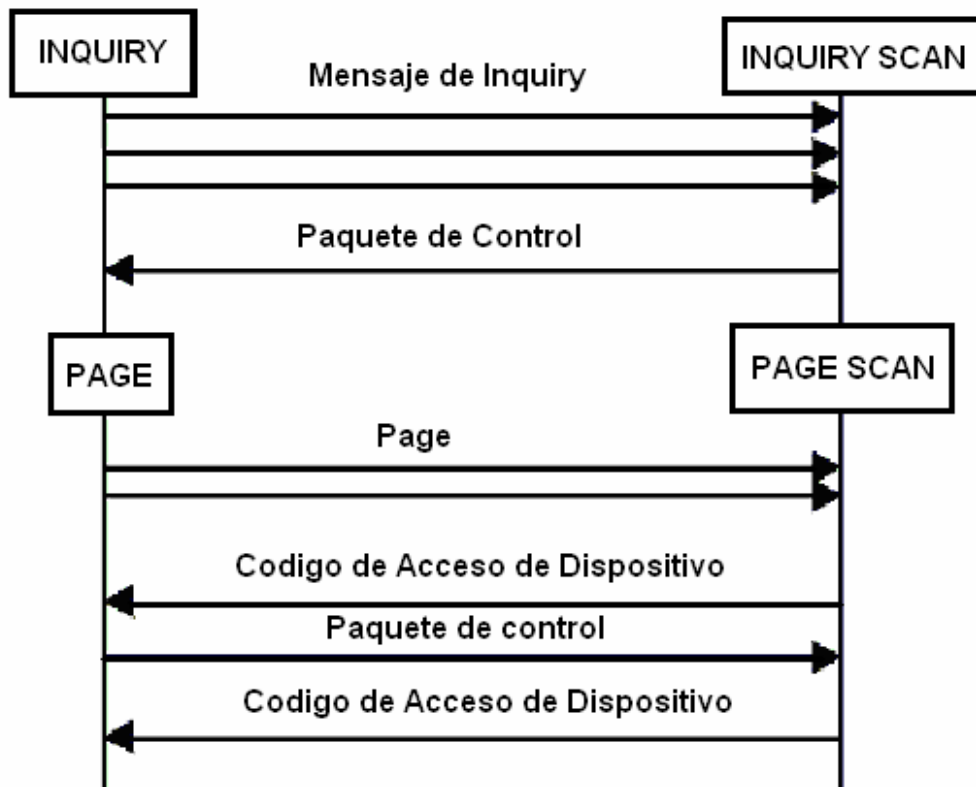 INQUIRY
INQUIRY SCAN
Mensaje de Inquiry
Paquete de Control
PAGE
PAGE SCAN
Page
Codigo de Acceso de Dispositivo
Paquete de control
Codigo de Acceso de Dispositivo